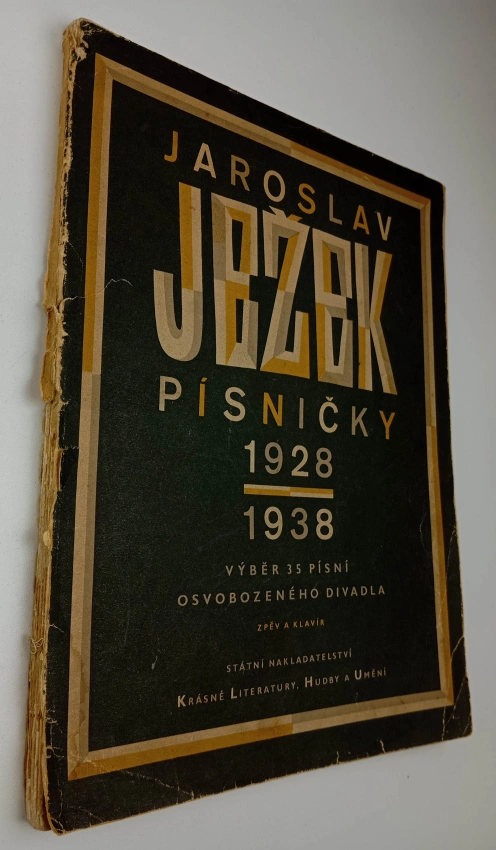 JAROSLAV
JEŽEK
PÍSNIČKY
1928
1938
VÝBĚR 35 PÍSNÍ
OSVOBOZENÉHO DIVADLA
ZPĚV A KLAVÍR
STÁTNÍ NAKLADATELSTVÍ
KRÁSNÉ LITERATURY, HUDBY A UMĚNÍ